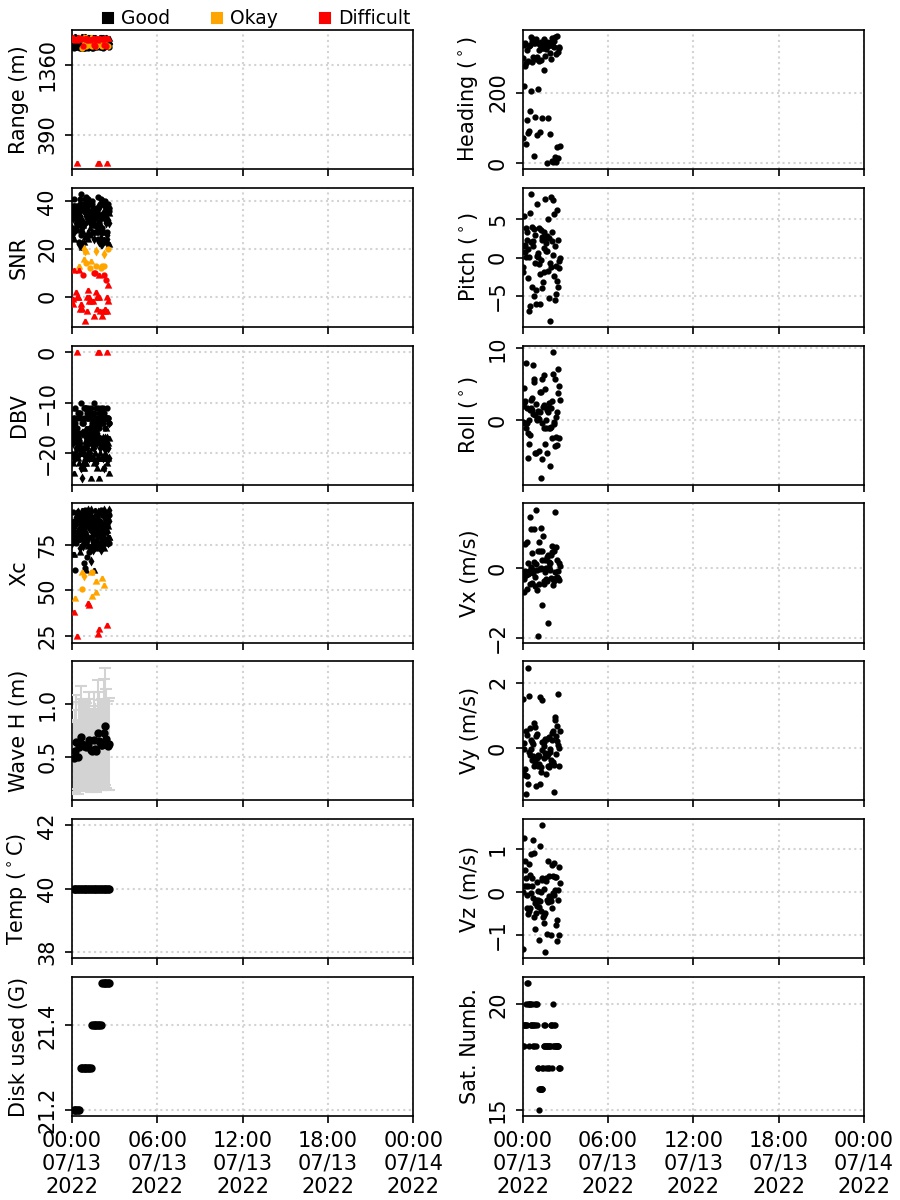 Good Okay Difficult
Range (m)
1360
390
Heading (°)
200
0
SNR
40
20
0
Pitch (°)
5
0
−5
DBV
0
−10
−20
Roll (°)
10
0
Xc
75
50
25
Vx (m/s)
0
−2
Wave H (m)
1.0
0.5
Vy (m/s)
2
0
Temp (°C)
42
40
38
Vz (m/s)
1
0
−1
Disk used (G)
21.4
21.2
Sat. Numb.
20
15
00:00 06:00 12:00 18:00 00:00
07/13 07/13 07/13 07/13 07/14
2022 2022 2022 2022 2022
00:00 06:00 12:00 18:00 00:00
07/13 07/13 07/13 07/13 07/14
2022 2022 2022 2022 2022